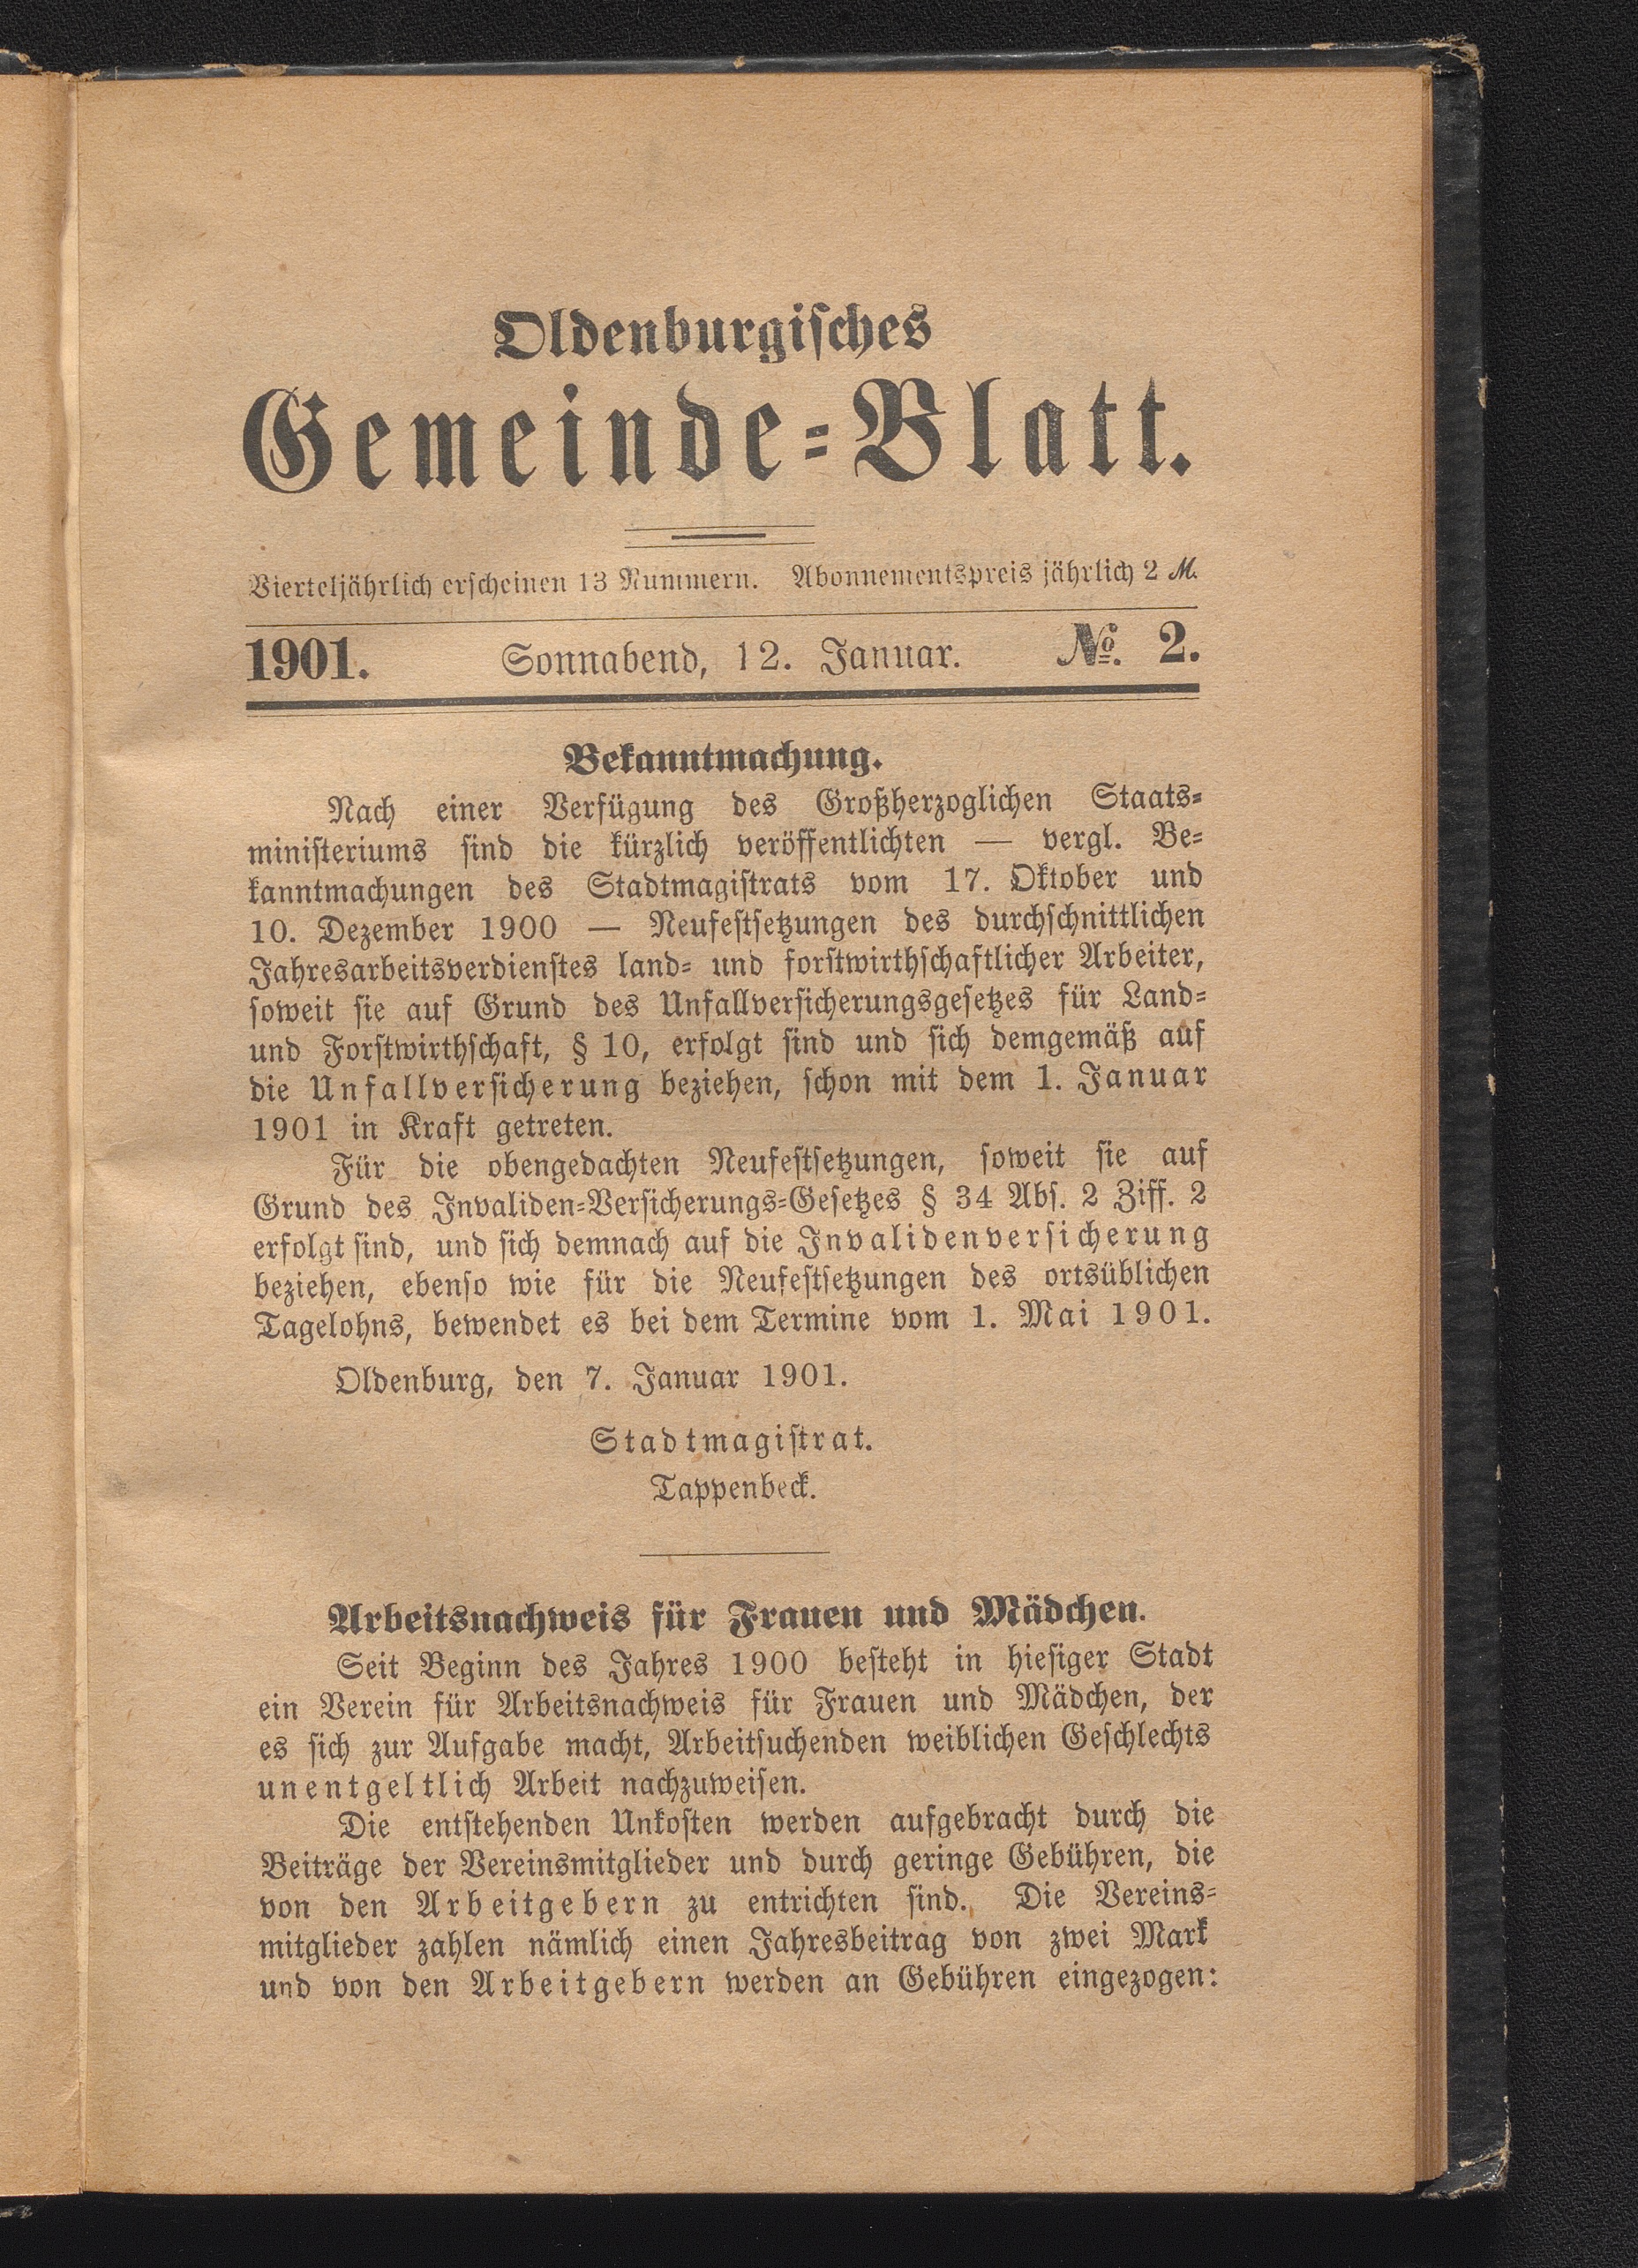 Oldenburgisches
Gemeinde-Blatt.
Vierteljährlich erscheinen 13 Nummern. Abonnementspreis jährlich 2 M.
1901. Sonnabend, 12. Januar. No. 2.
Bekanntmachung.
Nach einer Verfügung des Großherzoglichen Staats-
ministeriums sind die kürzlich veröffentlichten — vergl. Be-
kanntmachungen des Stadtmagistrats vom 17. Oktober und
10. Dezember 1900 — Neufestsetzungen des durchschnittlichen
Jahresarbeitsverdienstes land- und forstwirthschaftlicher Arbeiter,
soweit sie auf Grund des Unfallversicherungsgesetzes für Land-
und Forstwirthschaft, § 10, erfolgt sind und sich demgemäß auf
die Unfallversicherung beziehen, schon mit dem 1. Januar
1901 in Kraft getreten.
Für die obengedachten Neufestsetzungen, soweit sie auf
Grund des Invaliden-Versicherungs-Gesetzes § 34 Abs. 2 Ziff. 2
erfolgt sind, und sich demnach auf die Invalidenversicherung
beziehen, ebenso wie für die Neufestsetzungen des ortsüblichen
Tagelohns, bewendet es bei dem Termine vom 1. Mai 1901.
Oldenburg, den 7. Januar 1901.
Stadtmagistrat.
Tappenbeck.
Arbeitsnachweis für Frauen und Mädchen.
Seit Beginn des Jahres 1900 besteht in hiesiger Stadt
ein Verein für Arbeitsnachweis für Frauen und Mädchen, der
es sich zur Aufgabe macht, Arbeitsuchenden weiblichen Geschlechts
unentgeltlich Arbeit nachzuweisen.
Die entstehenden Unkosten werden aufgebracht durch die
Beiträge der Vereinsmitglieder und durch geringe Gebühren, die
von den Arbeitgebern zu entrichten sind. Die Vereins-
mitglieder zahlen nämlich einen Jahresbeitrag von zwei Mark
und von den Arbeitgebern werden an Gebühren eingezogen: